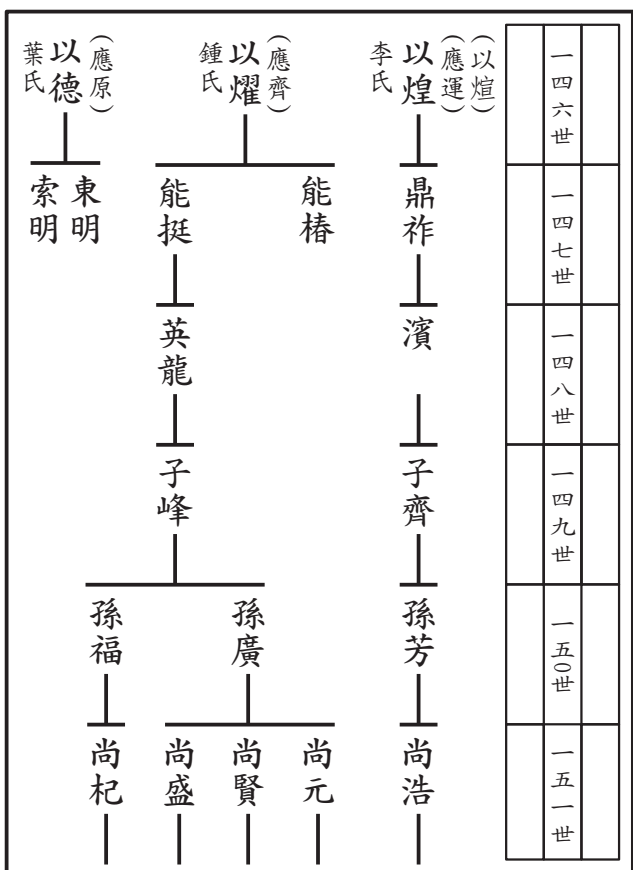 一四六世
一四七世
一四八世
一四九世
一五〇世
一五一世
(以煊)
(應運)
以煌
李氏
(應齊)
以燿
鍾氏
(應原)
以德
葉氏
鼎祚
能椿
能挺
東明
索明
濱
英龍
子齊
子峰
孫芳
孫廣
孫福
尚浩
尚元
尚賢
尚盛
尚杞